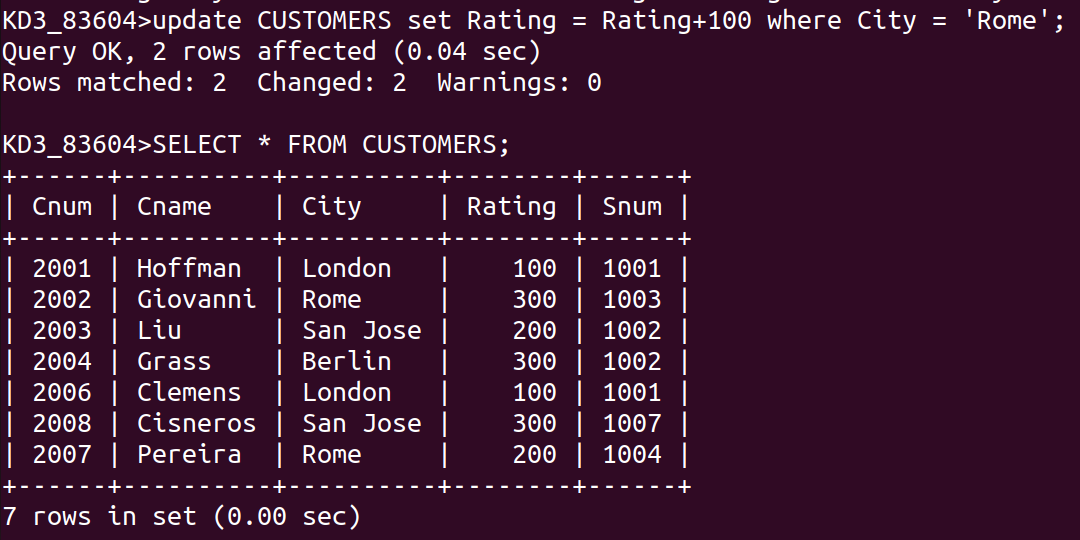 KD3_83604>update CUSTOMERS set Rating = Rating+100 where City = 'Rome';
Query OK, 2 rows affected (0.04 sec)
Rows matched: 2  Changed: 2  Warnings: 0

KD3_83604>SELECT * FROM CUSTOMERS;
+------+----------+----------+--------+------+
| Cnum | Cname    | City     | Rating | Snum |
+------+----------+----------+--------+------+
| 2001 | Hoffman  | London   |    100 | 1001 |
| 2002 | Giovanni | Rome     |    300 | 1003 |
| 2003 | Liu      | San Jose |    200 | 1002 |
| 2004 | Grass    | Berlin   |    300 | 1002 |
| 2006 | Clemens  | London   |    100 | 1001 |
| 2008 | Cisneros | San Jose |    300 | 1007 |
| 2007 | Pereira  | Rome     |    200 | 1004 |
+------+----------+----------+--------+------+
7 rows in set (0.00 sec)